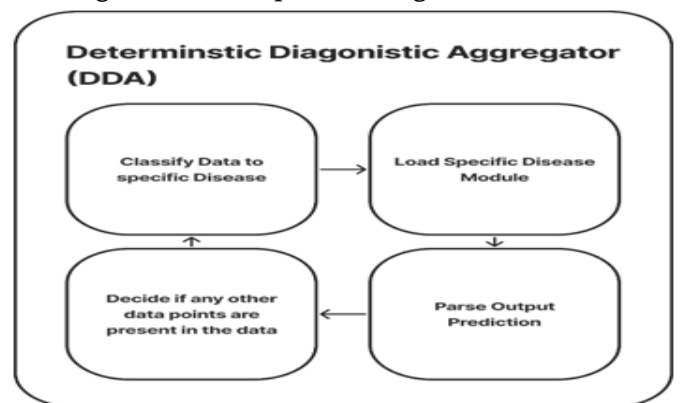 Determinstic Diagonistic Aggregator
(DDA)
Classify Data to
specific Disease
Load Specific Disease
Module
Decide if any other
data points are
present in the data
Parse Output
Prediction